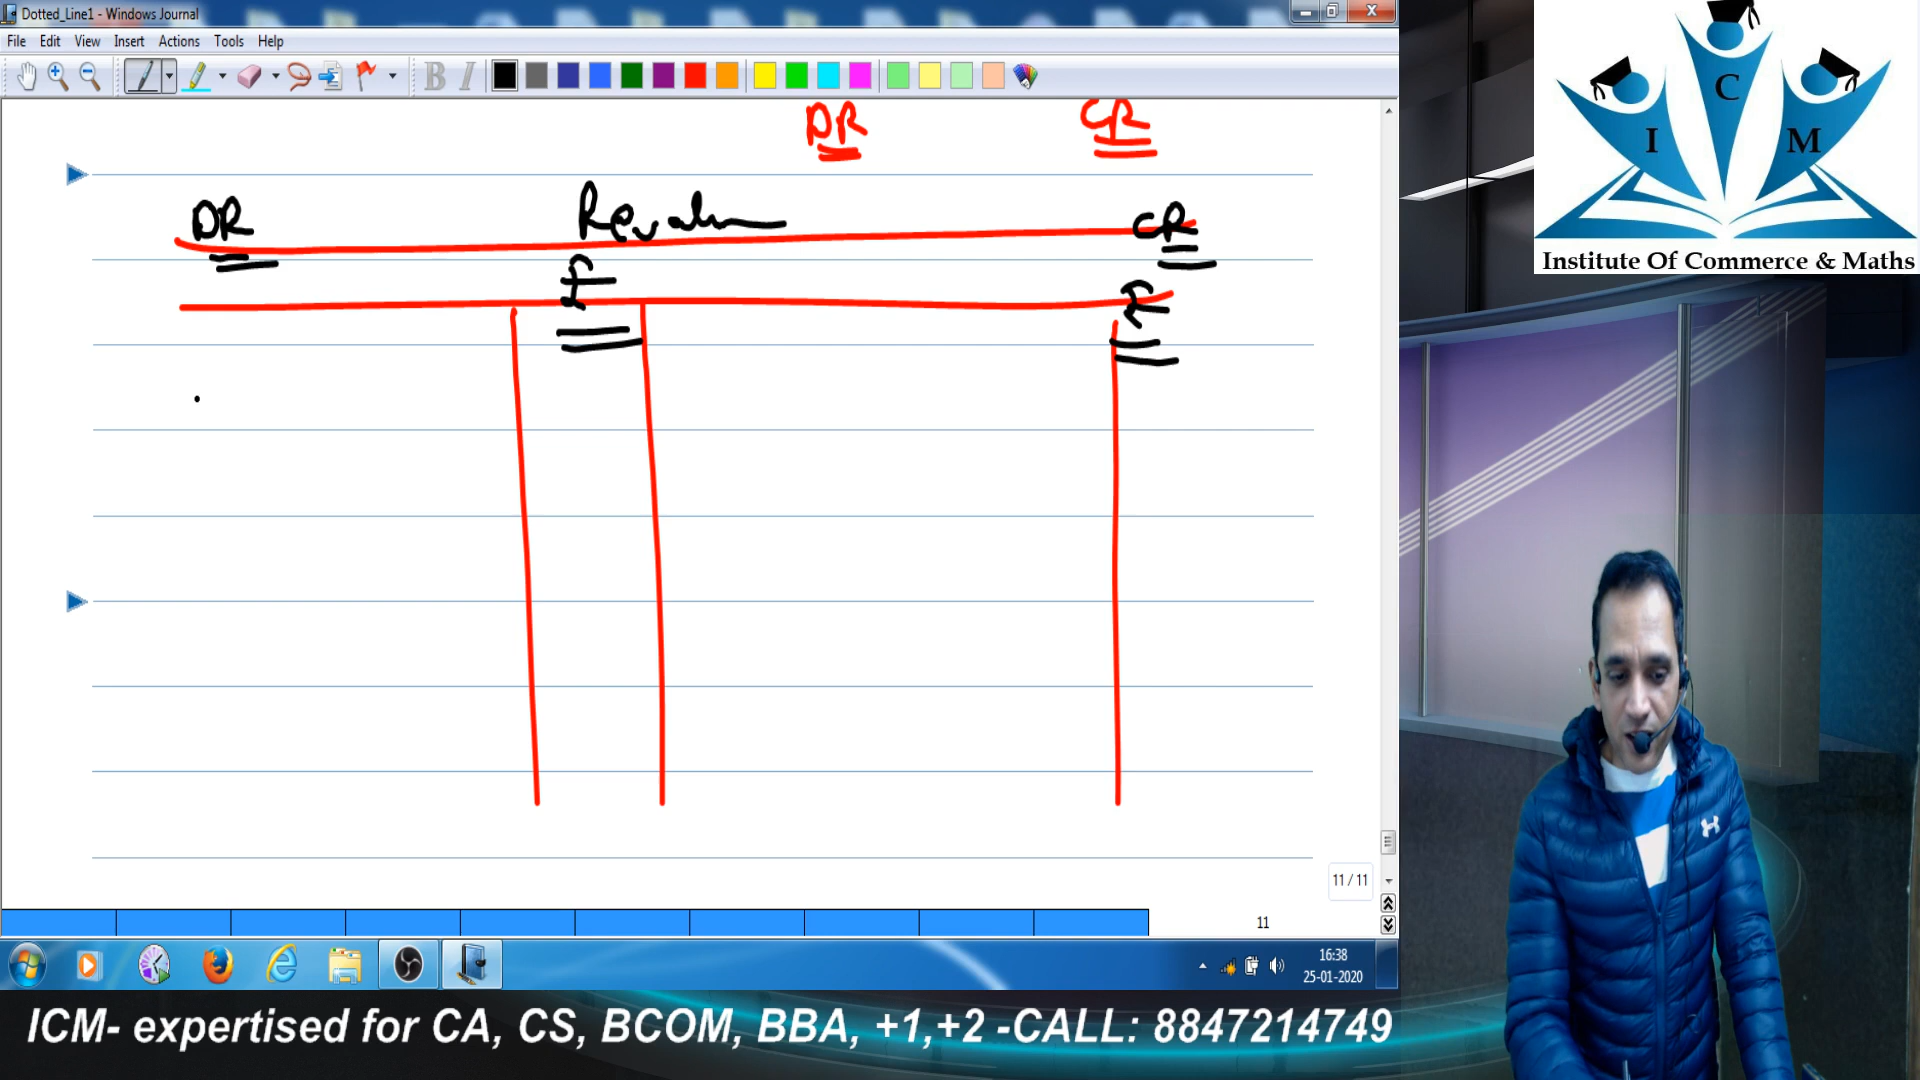 Dotted_Line1 - Windows Journal
File Edit View Insert Actions Tools Help
B I
DR CR
DR CR
11 / 11
11
16:38
25-01-2020
I C M
Institute Of Commerce & Maths
ICM- expertised for CA, CS, BCOM, BBA, +1,+2 -CALL: 8847214749